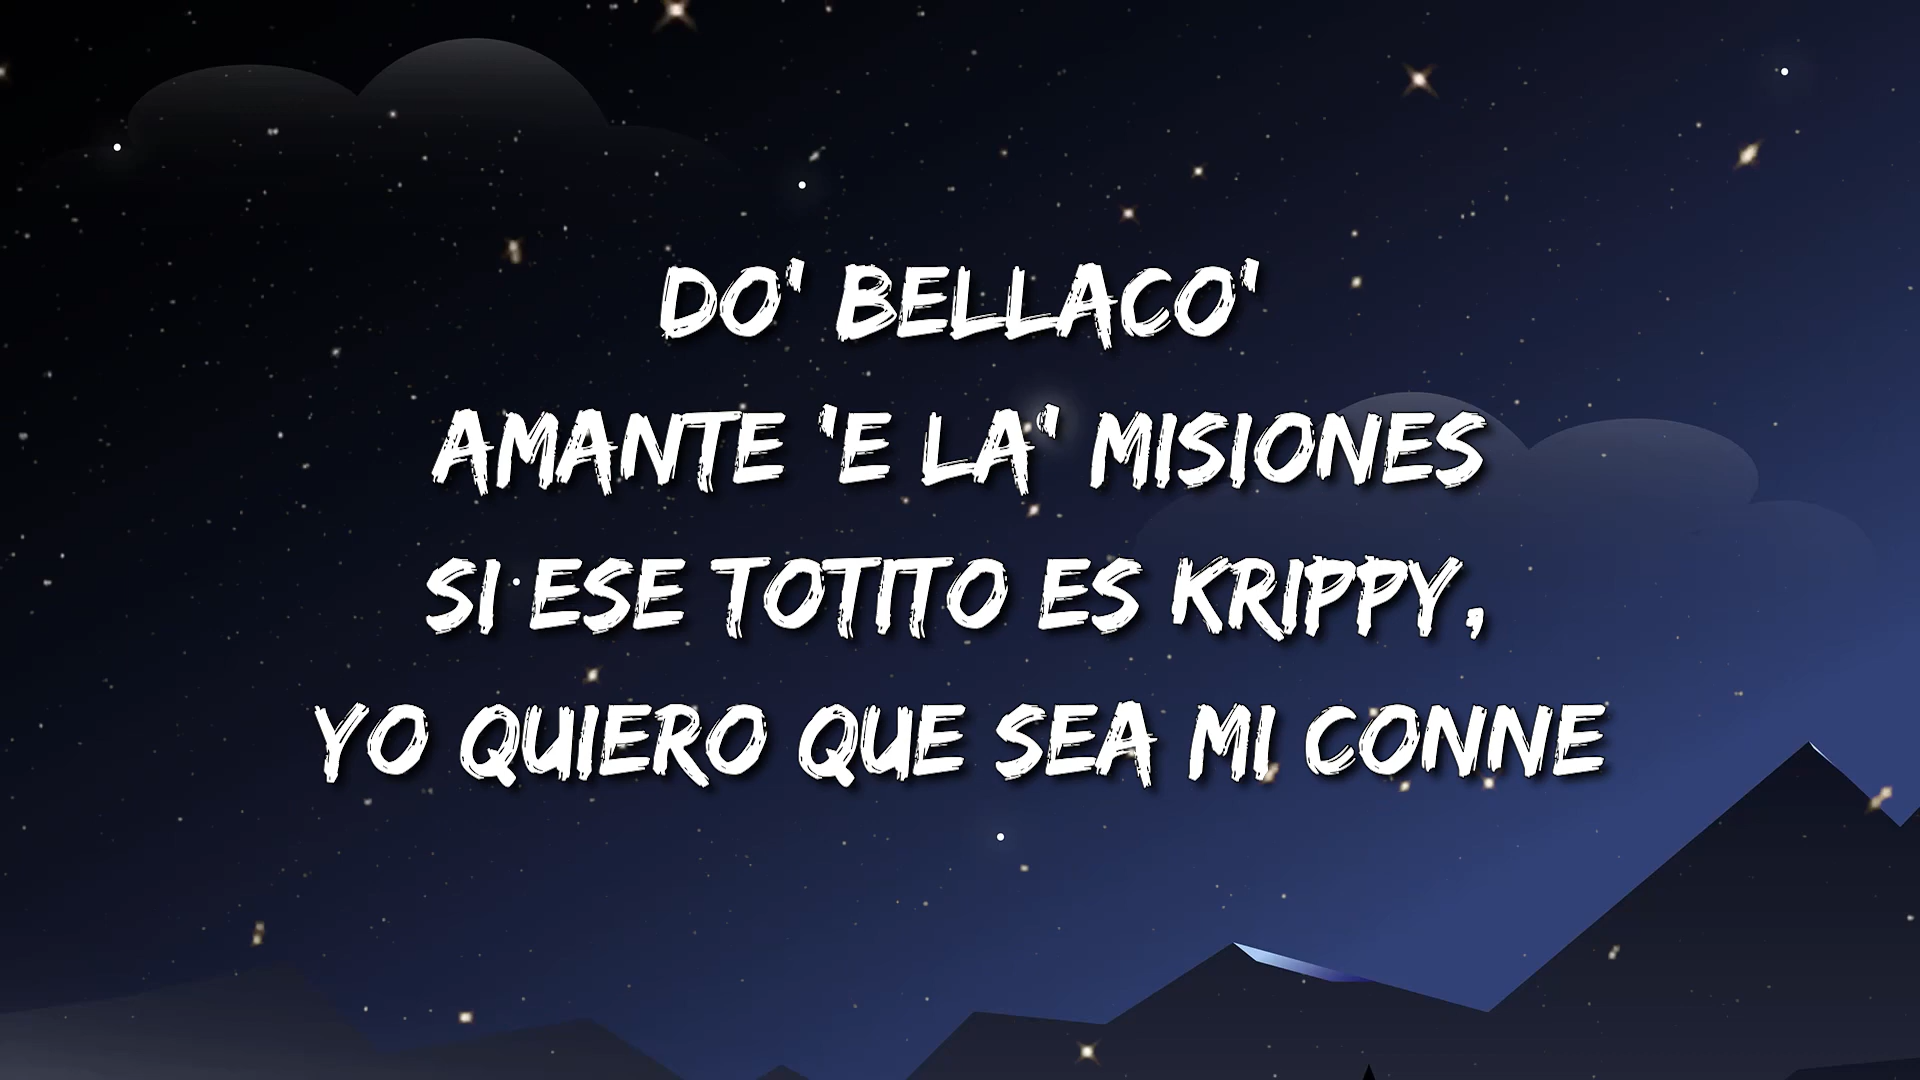 DO' BELLACO'
AMANTE 'E LA' MISIONES
SI ESE TOTITO ES KRIPPY,
YO QUIERO QUE SEA MI CONNE